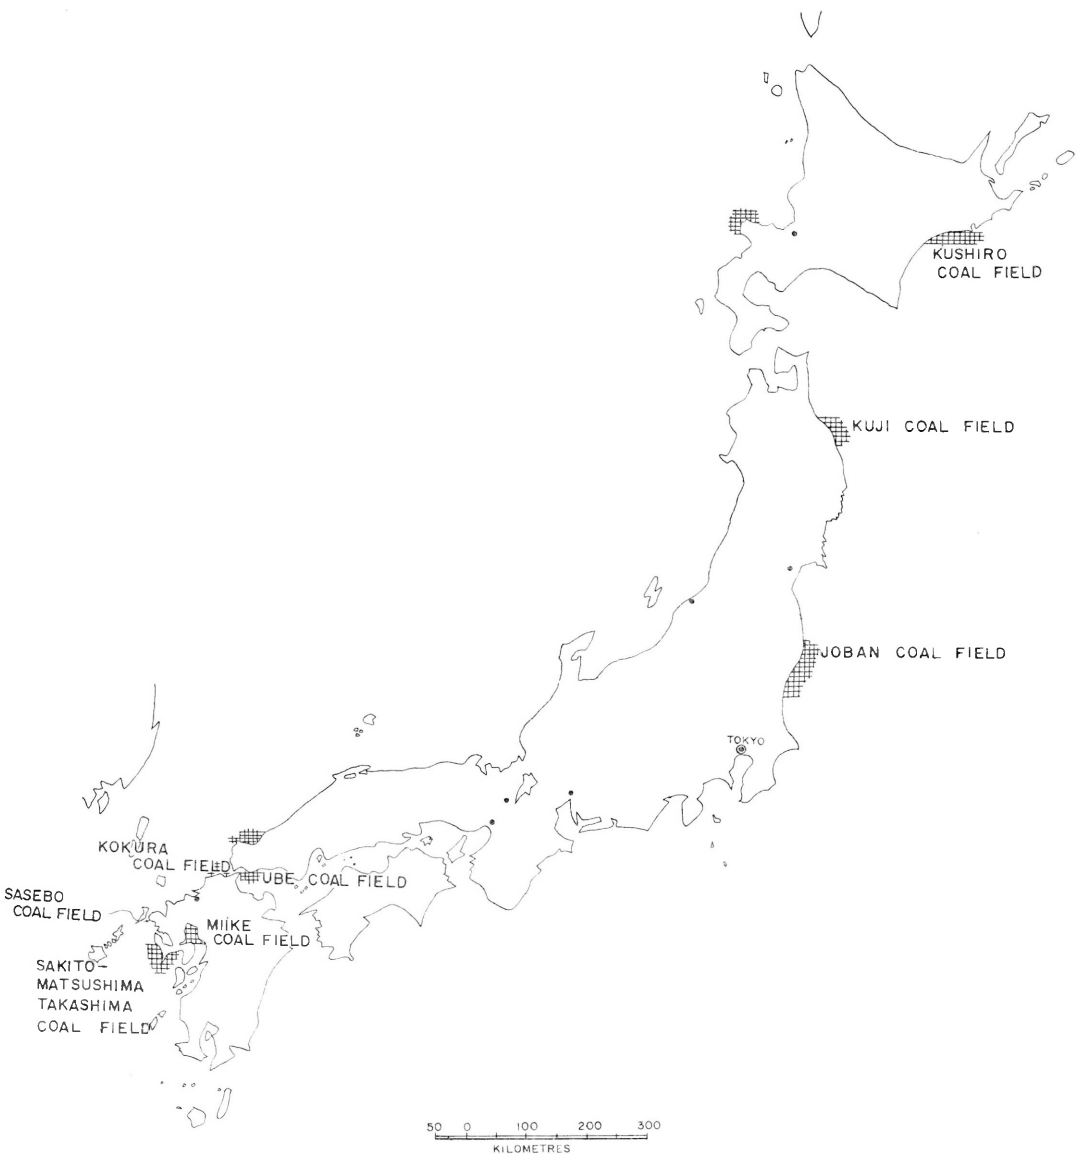 KUSHIRO
COAL FIELD
KUJI COAL FIELD
JOBAN COAL FIELD
TOKYO
KOKURA
COAL FIELD
UBE COAL FIELD
SASEBO
COAL FIELD
MIIKE
COAL FIELD
SAKITO-
MATSUSHIMA
TAKASHIMA
COAL FIELD
50 0 100 200 300
KILOMETRES